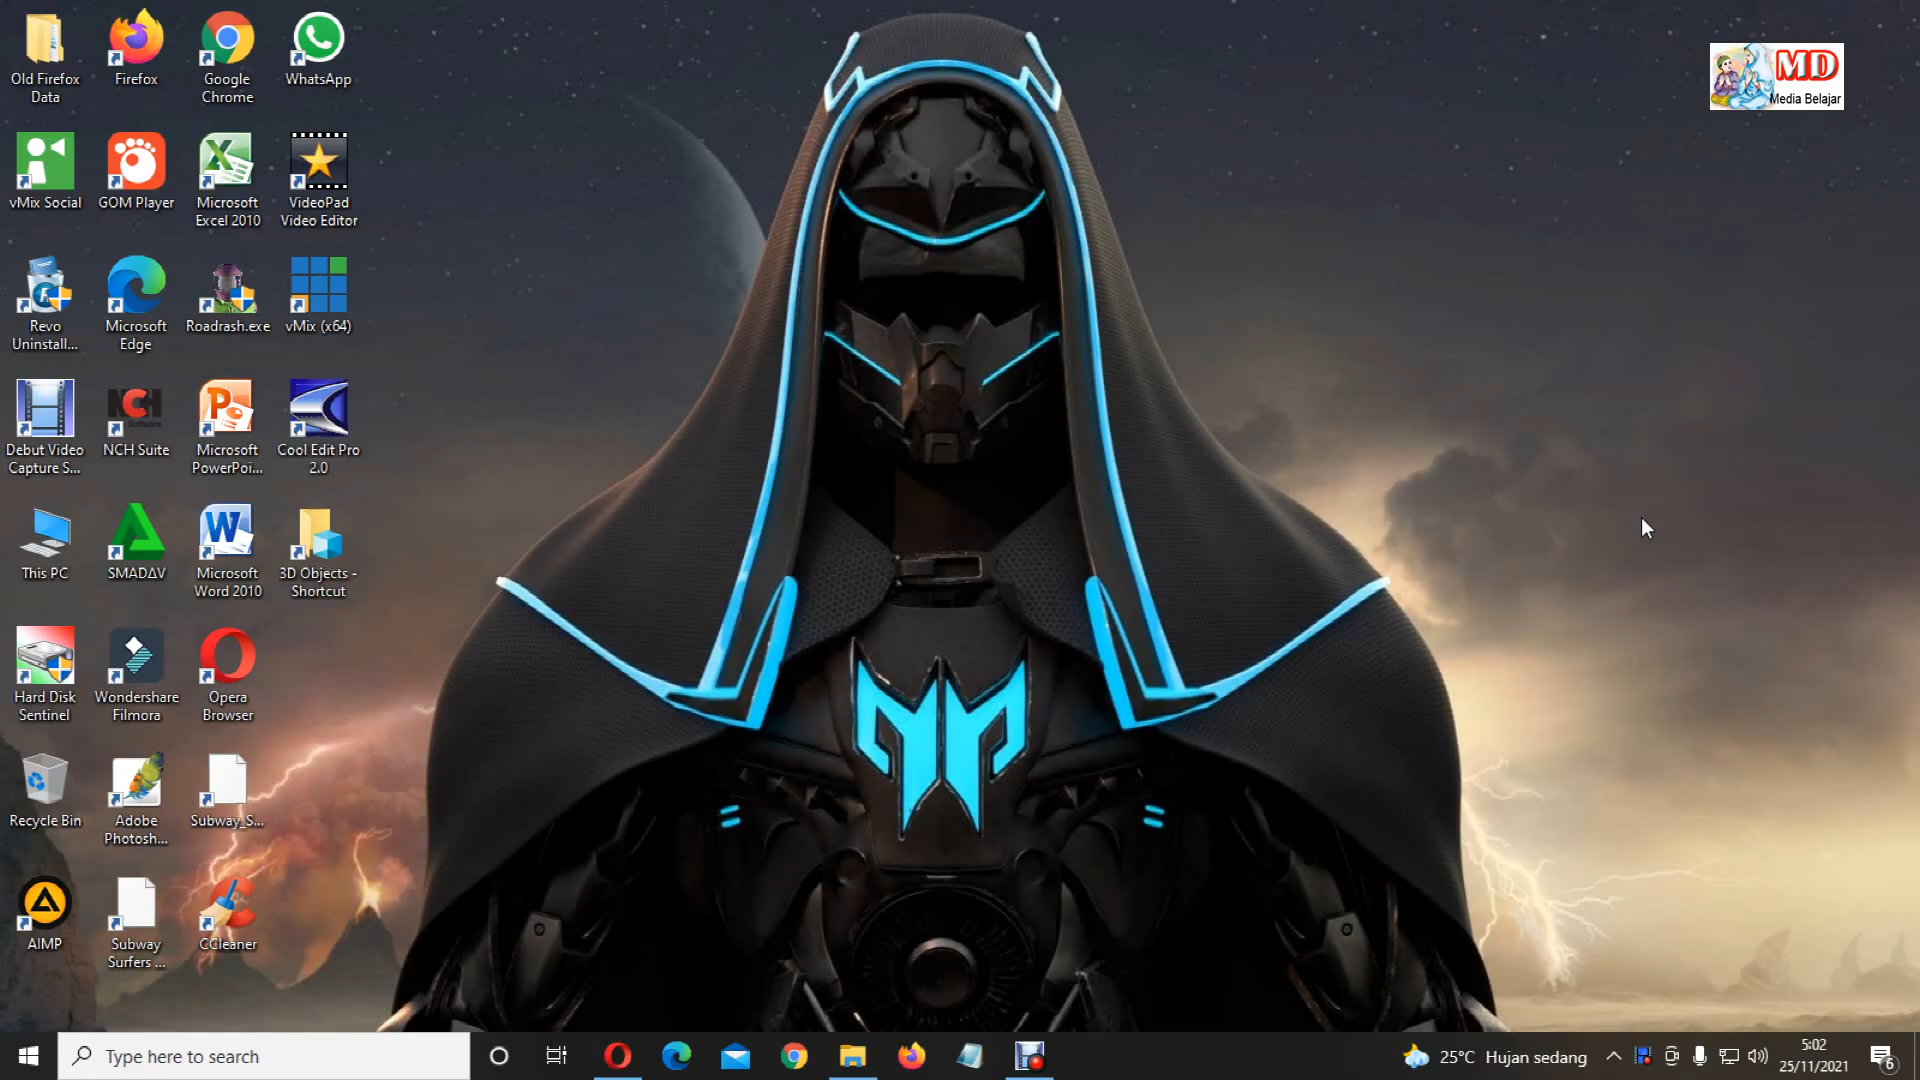 Old Firefox
Data
Firefox
Google
Chrome
WhatsApp
MD
Media Belajar
vMix Social
GOM Player
Microsoft
Excel 2010
VideoPad
Video Editor
Revo
Uninstall...
Microsoft
Edge
Roadrash.exe
vMix (x64)
Debut Video
Capture S...
NCH
Software
NCH Suite
Microsoft
PowerPoi...
Cool Edit Pro
2.0
This PC
SMADΔV
Microsoft
Word 2010
3D Objects -
Shortcut
Hard Disk
Sentinel
Wondershare
Filmora
Opera
Browser
Recycle Bin
Adobe
Photosh...
Subway_S...
AIMP
Subway
Surfers ...
CCleaner
Type here to search
25°C Hujan sedang
5:02
25/11/2021
6